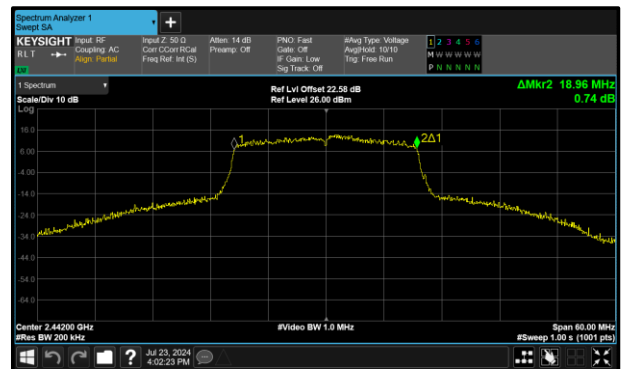 Spectrum Analyzer 1
Swept SA
+
KEYSIGHT Input: RF Input Z: 50 Ω Atten: 14 dB PNO: Fast #Avg Type: Voltage 1 2 3 4 5 6
RLT Coupling: AC Corr CCorr RCal Preamp: Off Gate: Off Avg|Hold: 10/10 M W W W W W
Align: Partial Freq Ref: Int (S) IF Gain: Low Trig: Free Run
LW Sig Track: Off P N N N N N
1 Spectrum Ref Lvl Offset 22.58 dB ΔMkr2 18.96 MHz
Scale/Div 10 dB Ref Level 26.00 dBm 0.74 dB
Log
16.0
1 2Δ1
6.00
-4.00
-14.0
-24.0
-34.0
-44.0
-54.0
-64.0
Center 2.44200 GHz #Video BW 1.0 MHz Span 60.00 MHz
#Res BW 200 kHz #Sweep 1.00 s (1001 pts)
? Jul 23, 2024
4:02:23 PM